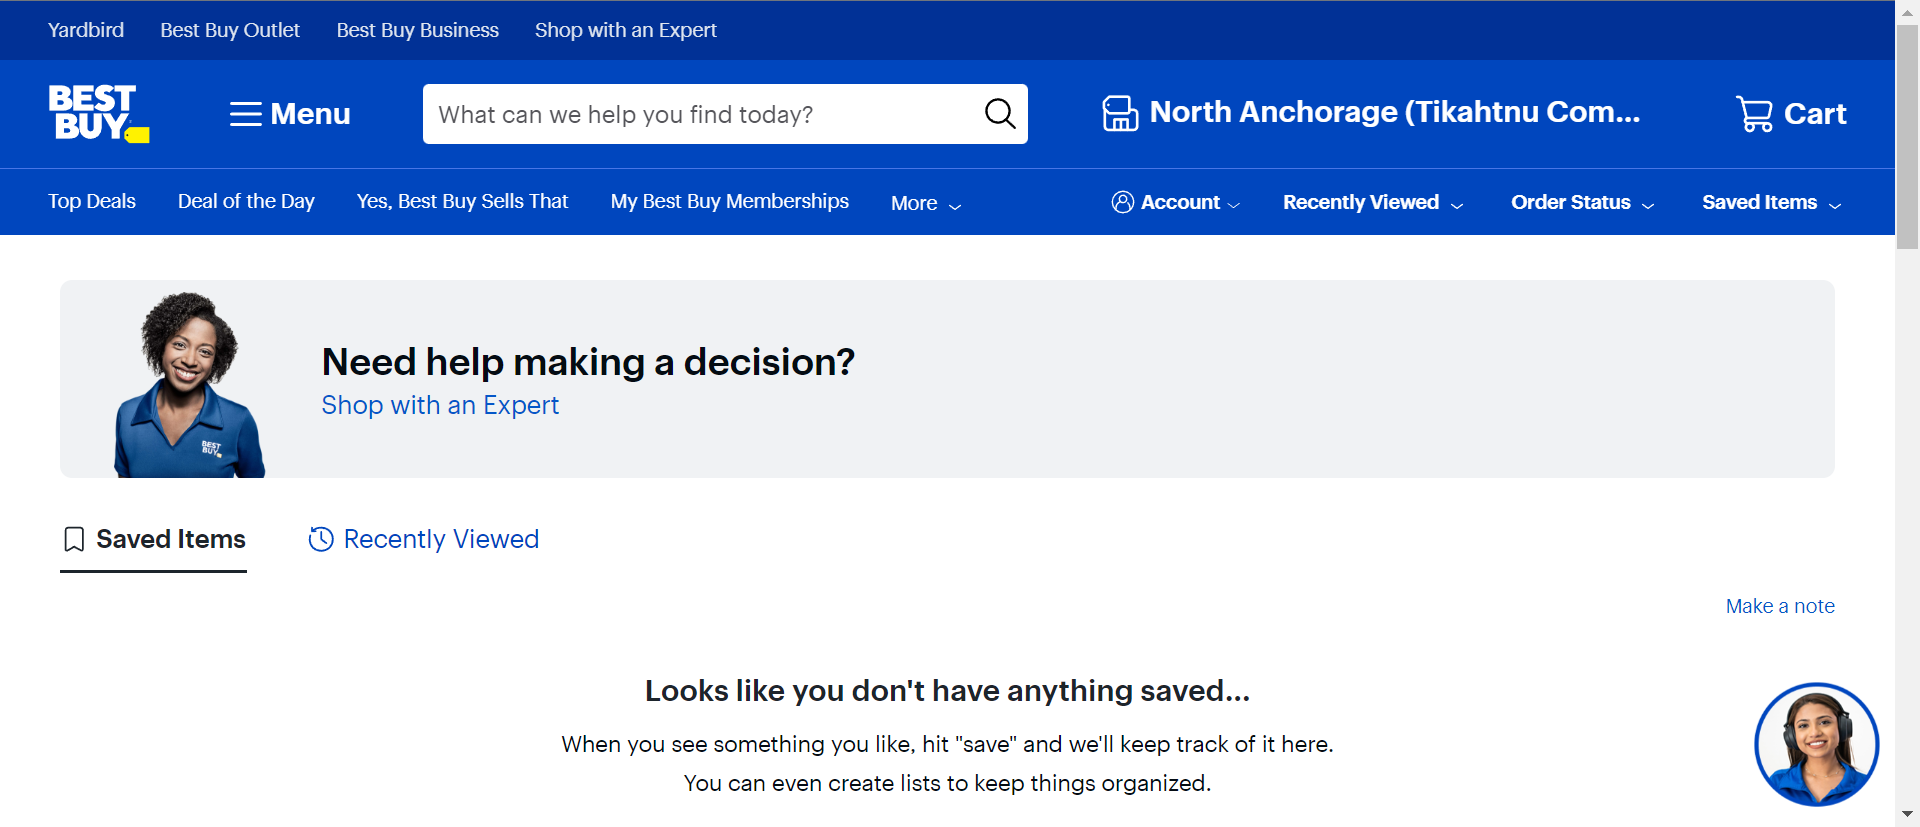 Yardbird Best Buy Outlet Best Buy Business Shop with an Expert
BEST BUY
Menu
What can we help you find today?
North Anchorage (Tikahtnu Com...
Cart
Top Deals Deal of the Day Yes, Best Buy Sells That My Best Buy Memberships More Account Recently Viewed Order Status Saved Items
BEST BUY
Need help making a decision?
Shop with an Expert
Saved Items Recently Viewed
Make a note
Looks like you don't have anything saved...
When you see something you like, hit "save" and we'll keep track of it here.
You can even create lists to keep things organized.